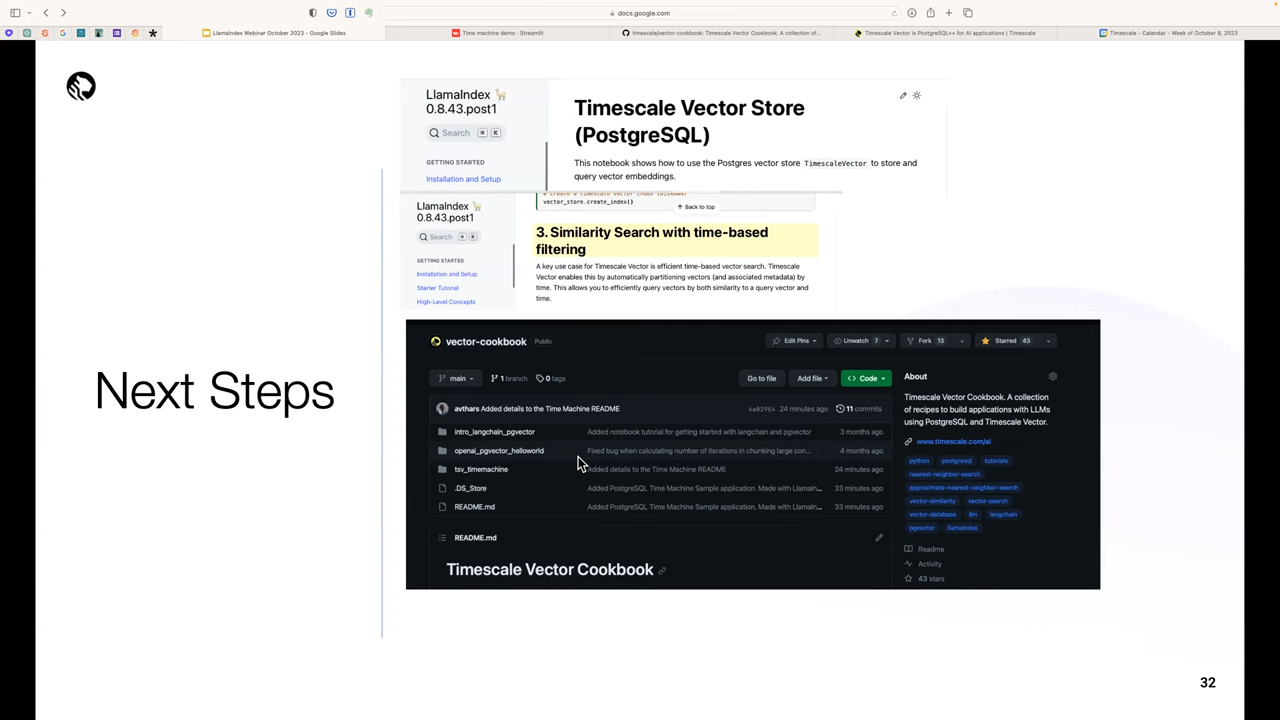 docs.google.com
LlamaIndex Webinar October 2023 - Google Slides
Time machine demo · Streamlit
timescale/vector-cookbook: Timescale Vector Cookbook. A collection of...
Timescale Vector is PostgreSQL++ for AI applications | Timescale
Timescale - Calendar - Week of October 8, 2023
LlamaIndex 🦙
0.8.43.post1
Search ⌘ K
GETTING STARTED
Installation and Setup
Timescale Vector Store
(PostgreSQL)
This notebook shows how to use the Postgres vector store TimescaleVector to store and
query vector embeddings.
LlamaIndex 🦙
0.8.43.post1
Search ⌘ K
GETTING STARTED
Installation and Setup
Starter Tutorial
High-Level Concepts
vector_store.create_index()
↑ Back to top
3. Similarity Search with time-based
filtering
A key use case for Timescale Vector is efficient time-based vector search. Timescale
Vector enables this by automatically partitioning vectors (and associated metadata) by
time. This allows you to efficiently query vectors by both similarity to a query vector and
time.
Next Steps
vector-cookbook Public
Edit Pins Unwatch 7 Fork 13 Starred 43
main 1 branch 0 tags Go to file Add file Code
avthars Added details to the Time Machine README 4a82954 24 minutes ago 11 commits
intro_langchain_pgvector Added notebook tutorial for getting started with langchain and pgvector 3 months ago
openai_pgvector_helloworld Fixed bug when calculating number of iterations in chunking large con... 4 months ago
tsv_timemachine Added details to the Time Machine README 24 minutes ago
.DS_Store Added PostgreSQL Time Machine Sample application. Made with LlamaIn... 33 minutes ago
README.md Added PostgreSQL Time Machine Sample application. Made with LlamaIn... 33 minutes ago
README.md
Timescale Vector Cookbook
About
Timescale Vector Cookbook. A collection
of recipes to build applications with LLMs
using PostgreSQL and Timescale Vector.
www.timescale.com/ai
python postgresql tutorials
nearest-neighbor-search
approximate-nearest-neighbor-search
vector-similarity vector-search
vector-database llm langchain
pgvector llamaindex
Readme
Activity
43 stars
32